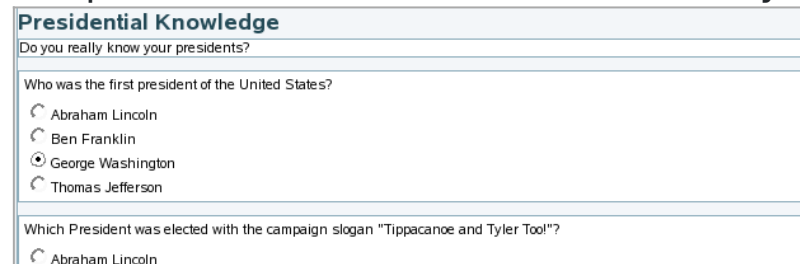 Presidential Knowledge
Do you really know your presidents?
Who was the first president of the United States?
Abraham Lincoln
Ben Franklin
George Washington
Thomas Jefferson
Which President was elected with the campaign slogan "Tippacanoe and Tyler Too!"?
Abraham Lincoln